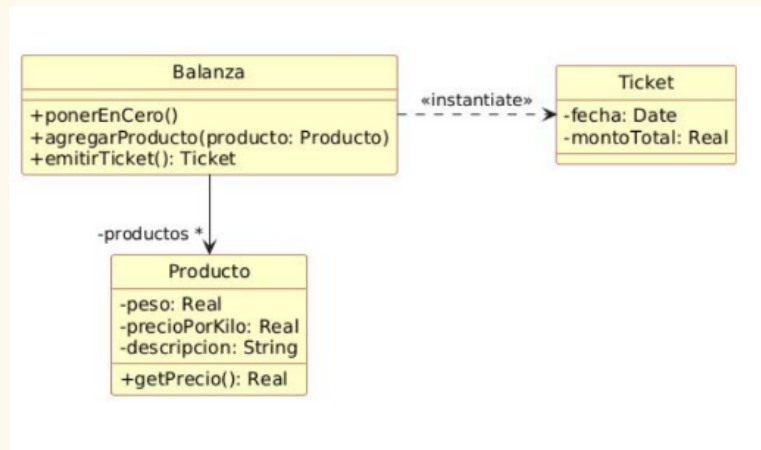 Balanza
+ponerEnCero()
+agregarProducto(producto: Producto)
+emitirTicket(): Ticket
«instantiate»
Ticket
-fecha: Date
-montoTotal: Real
-productos *
Producto
-peso: Real
-precioPorKilo: Real
-descripcion: String
+getPrecio(): Real